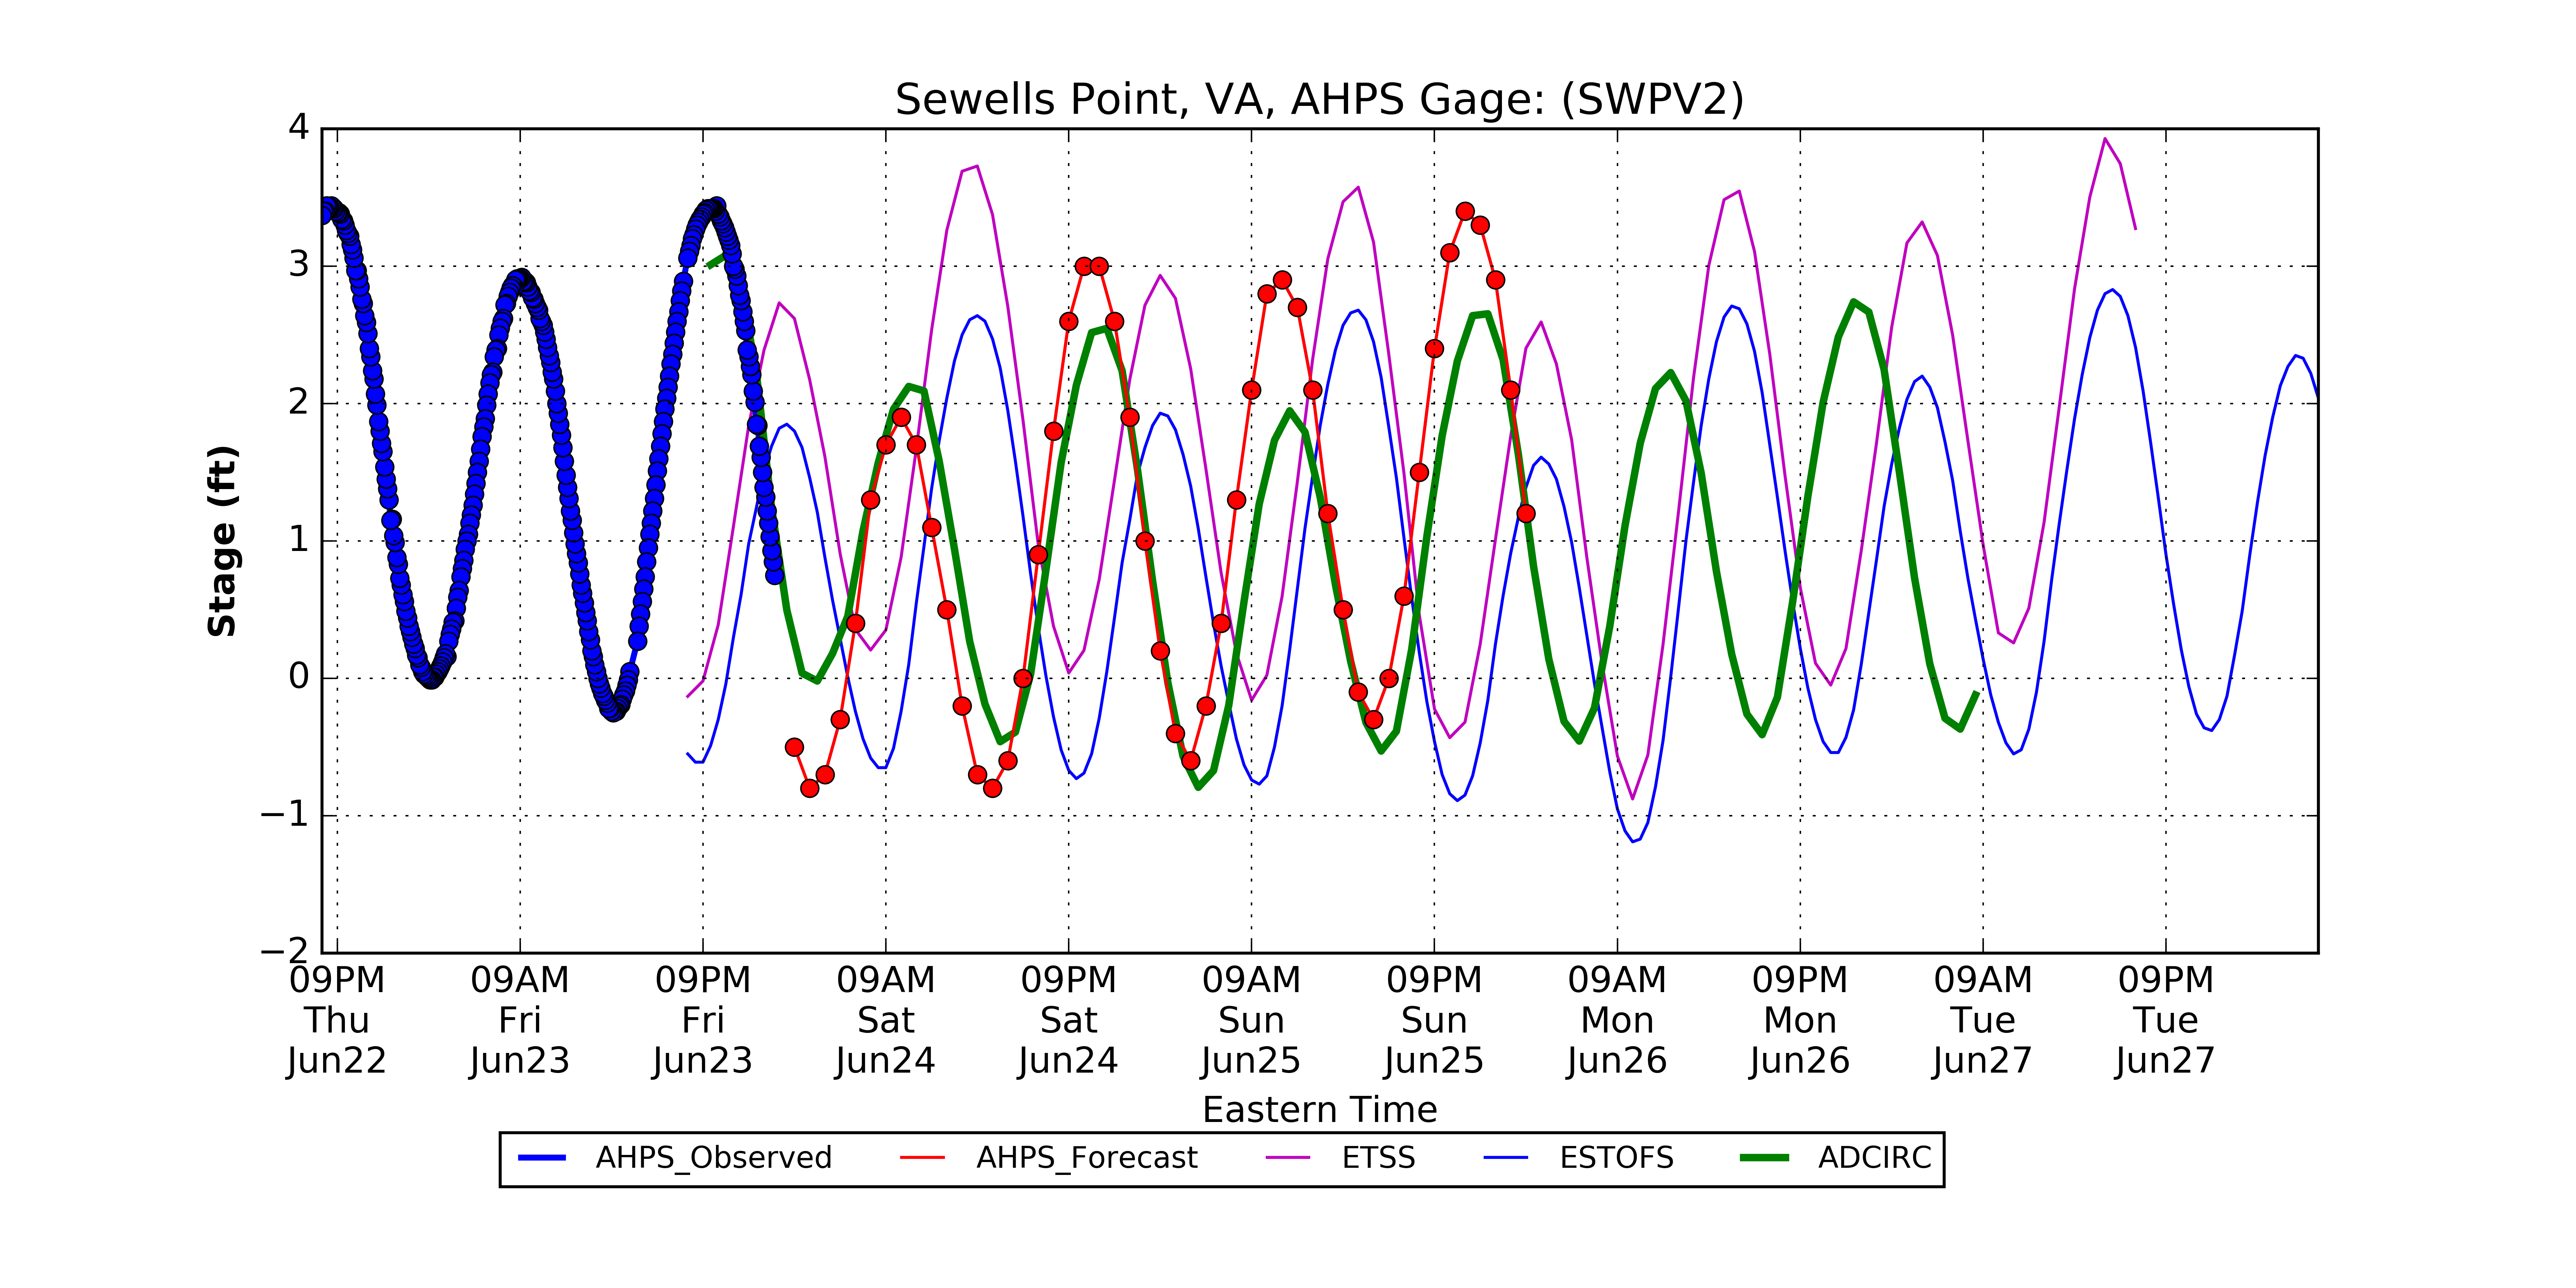 Sewells Point, VA, AHPS Gage: (SWPV2)
4
3
2
1
0
−1
−2
Stage (ft)
09PM 09AM 09PM 09AM 09PM 09AM 09PM 09AM 09PM 09AM 09PM
Thu Fri Fri Sat Sat Sun Sun Mon Mon Tue Tue
Jun22 Jun23 Jun23 Jun24 Jun24 Jun25 Jun25 Jun26 Jun26 Jun27 Jun27
Eastern Time
AHPS_Observed AHPS_Forecast ETSS ESTOFS ADCIRC